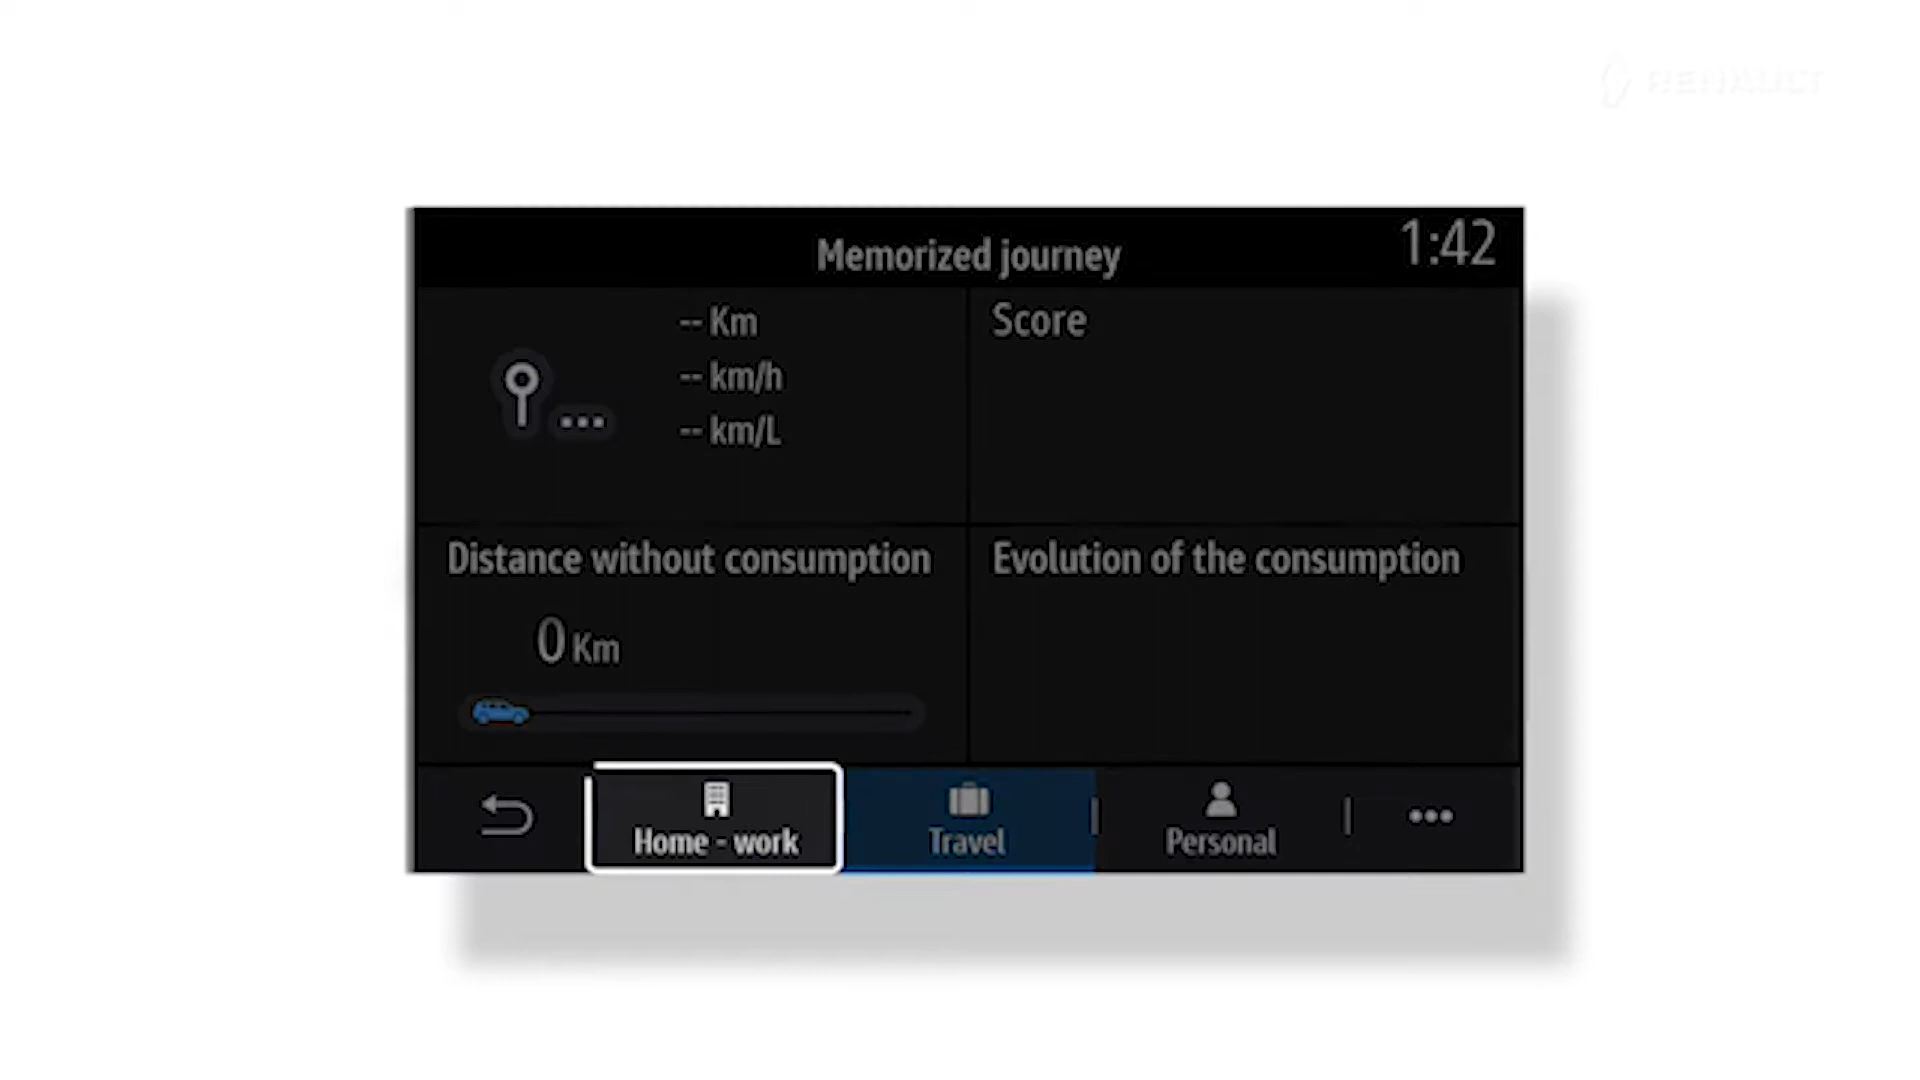 RENAULT
Memorized journey
1:42
-- Km
-- km/h
-- km/L
Score
Distance without consumption
0 Km
Evolution of the consumption
Home - work
Travel
Personal